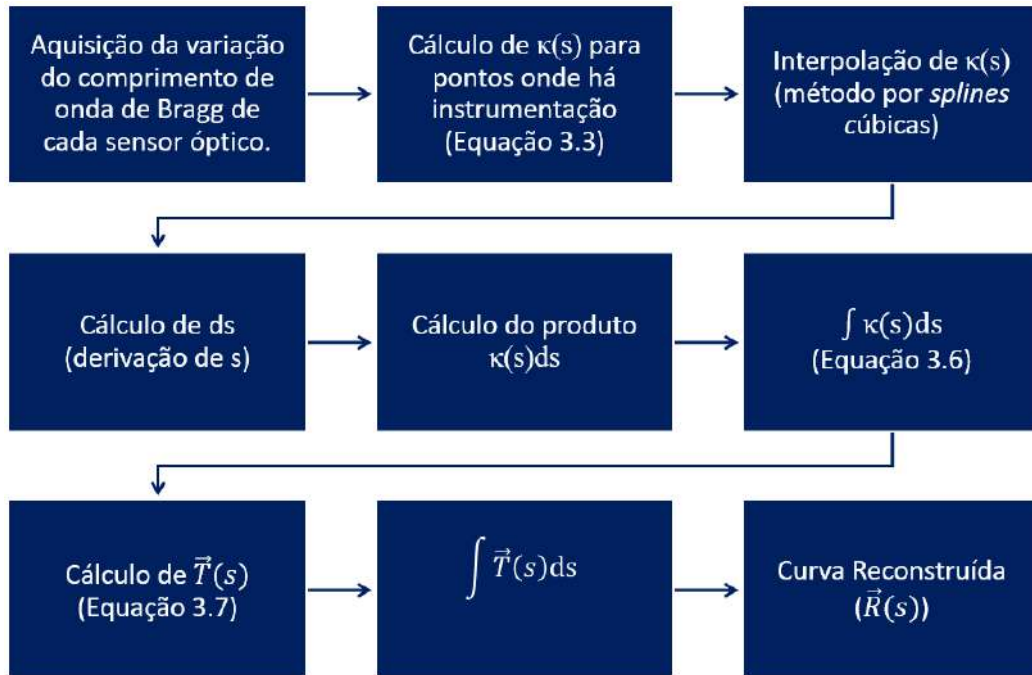 Aquisição da variação
do comprimento de
onda de Bragg de
cada sensor óptico.
Cálculo de κ(s) para
pontos onde há
instrumentação
(Equação 3.3)
Interpolação de κ(s)
(método por splines
cúbicas)
Cálculo de ds
(derivação de s)
Cálculo do produto
κ(s)ds
∫ κ(s)ds
(Equação 3.6)
Cálculo de T⃗(s)
(Equação 3.7)
∫ T⃗(s)ds
Curva Reconstruída
(R⃗(s))